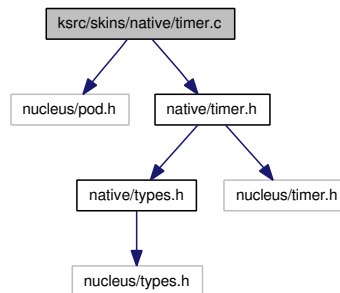 ksrc/skins/native/timer.c
nucleus/pod.h
native/timer.h
native/types.h
nucleus/timer.h
nucleus/types.h